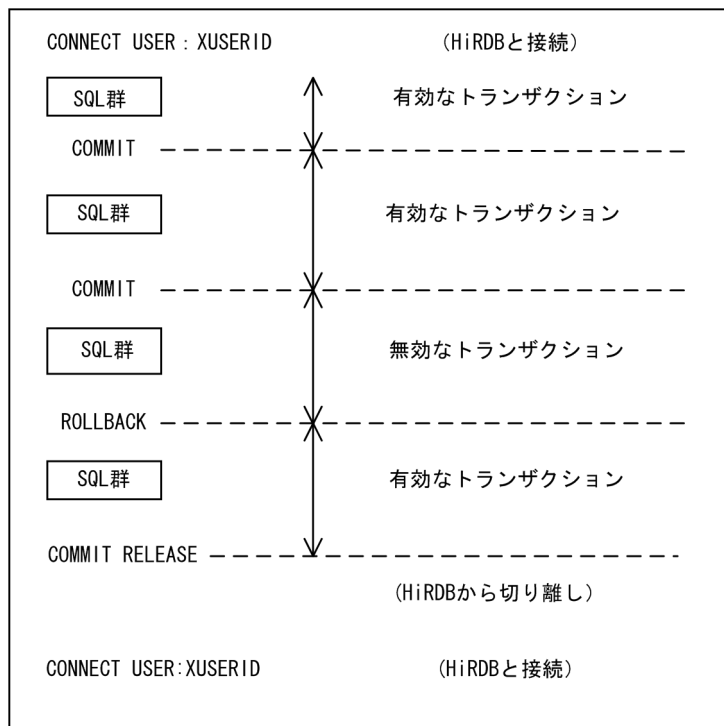 CONNECT USER : XUSERID (HiRDBと接続)
SQL群 有効なトランザクション
COMMIT
SQL群 有効なトランザクション
COMMIT
SQL群 無効なトランザクション
ROLLBACK
SQL群 有効なトランザクション
COMMIT RELEASE
(HiRDBから切り離し)
CONNECT USER:XUSERID (HiRDBと接続)